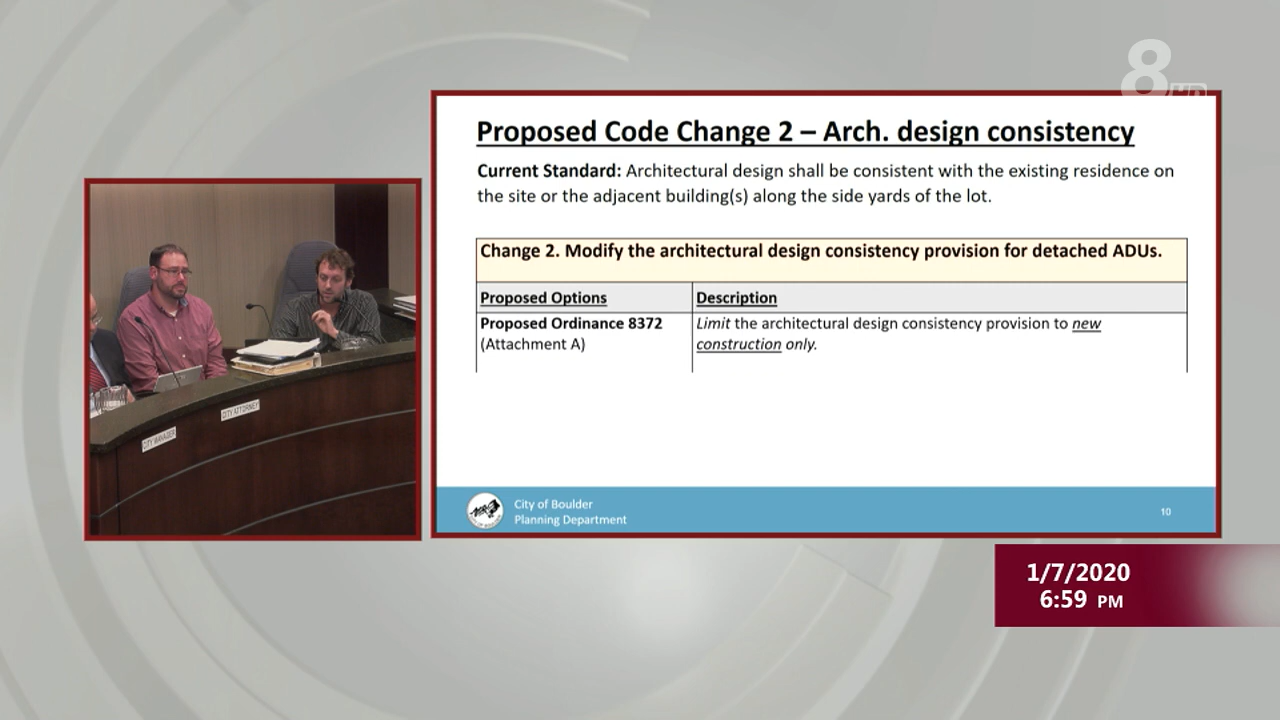 8
HD
Proposed Code Change 2 – Arch. design consistency
Current Standard: Architectural design shall be consistent with the existing residence on
the site or the adjacent building(s) along the side yards of the lot.
Change 2. Modify the architectural design consistency provision for detached ADUs.
Proposed Options
Description
Proposed Ordinance 8372
(Attachment A)
Limit the architectural design consistency provision to new
construction only.
CITY MANAGER
CITY ATTORNEY
City of Boulder
Planning Department
10
1/7/2020
6:59 PM